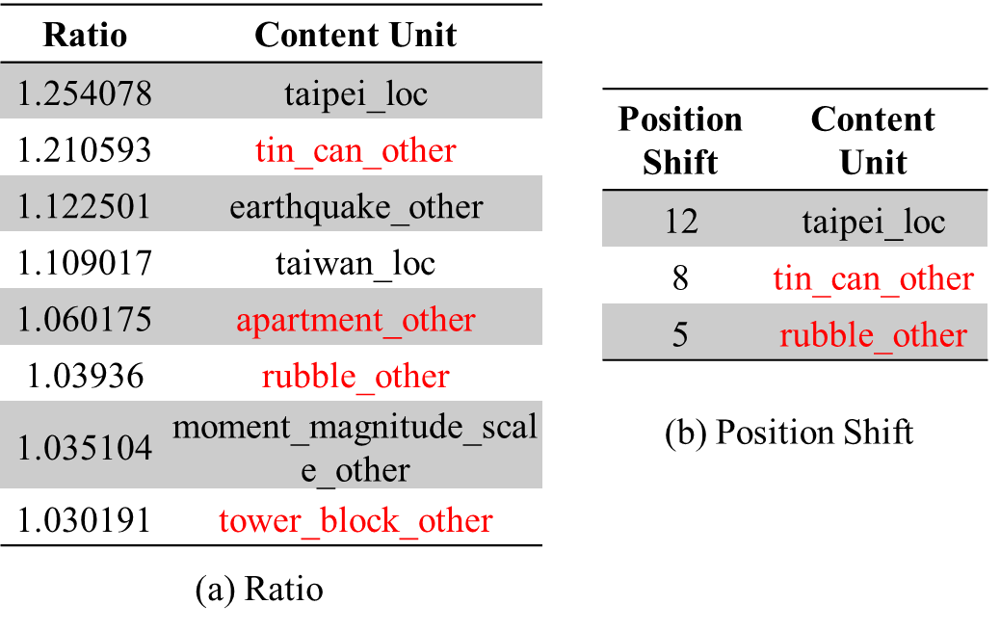 Ratio Content Unit
1.254078 taipei_loc
1.210593 tin_can_other
1.122501 earthquake_other
1.109017 taiwan_loc
1.060175 apartment_other
1.03936 rubble_other
1.035104 moment_magnitude_scal
e_other
1.030191 tower_block_other
(a) Ratio
Position Content
Shift Unit
12 taipei_loc
8 tin_can_other
5 rubble_other
(b) Position Shift